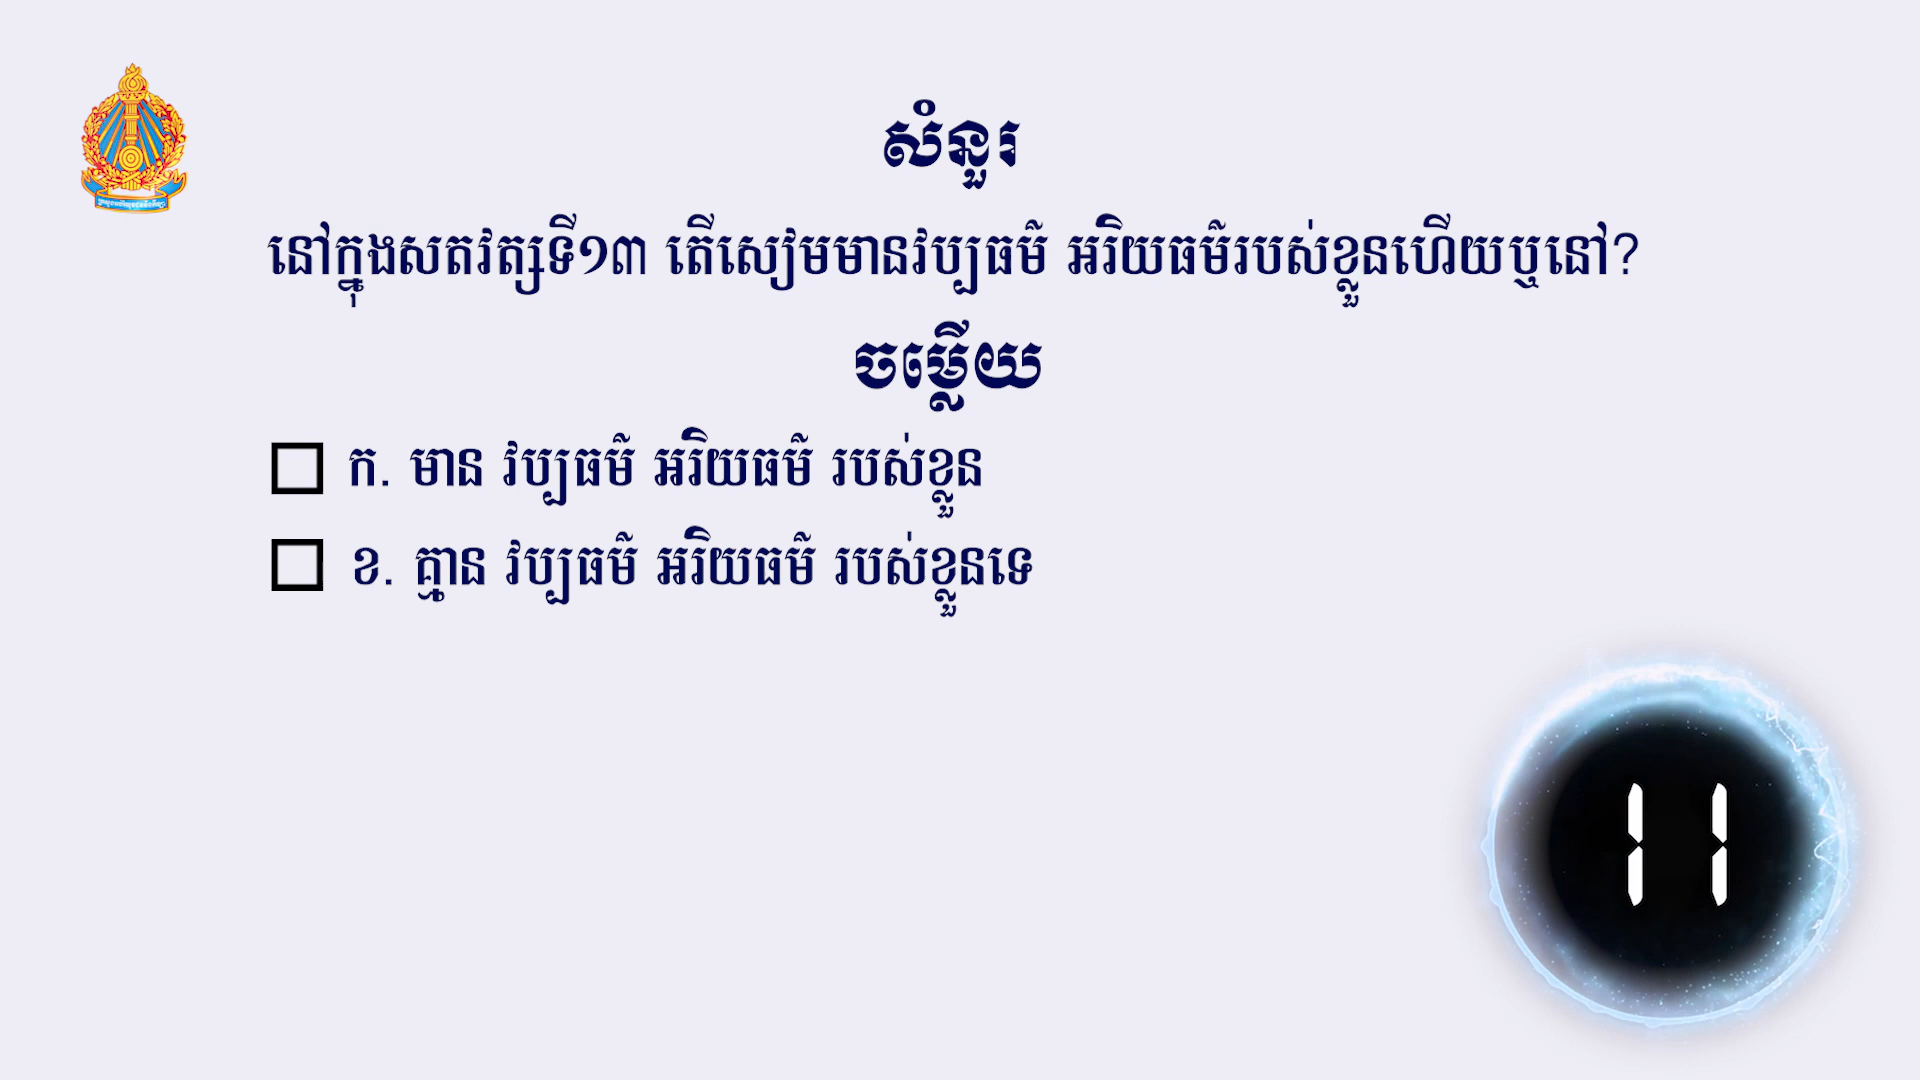 សំនួរ
នៅក្នុងសតវត្សទី១៣ តើសៀមមានវប្បធម៌ អរិយធម៌របស់ខ្លួនហើយឬនៅ?
ចម្លើយ
ក. មាន វប្បធម៌ អរិយធម៌ របស់ខ្លួន
ខ. គ្មាន វប្បធម៌ អរិយធម៌ របស់ខ្លួនទេ
11